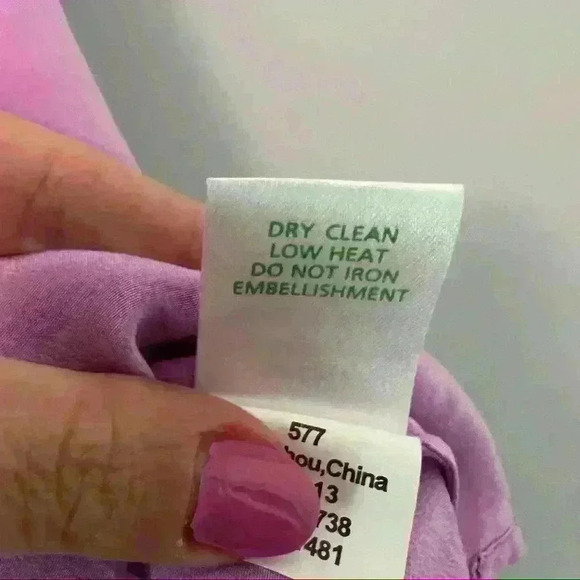 DRY CLEAN
LOW HEAT
DO NOT IRON
EMBELLISHMENT
577
hou,China
13
738
481